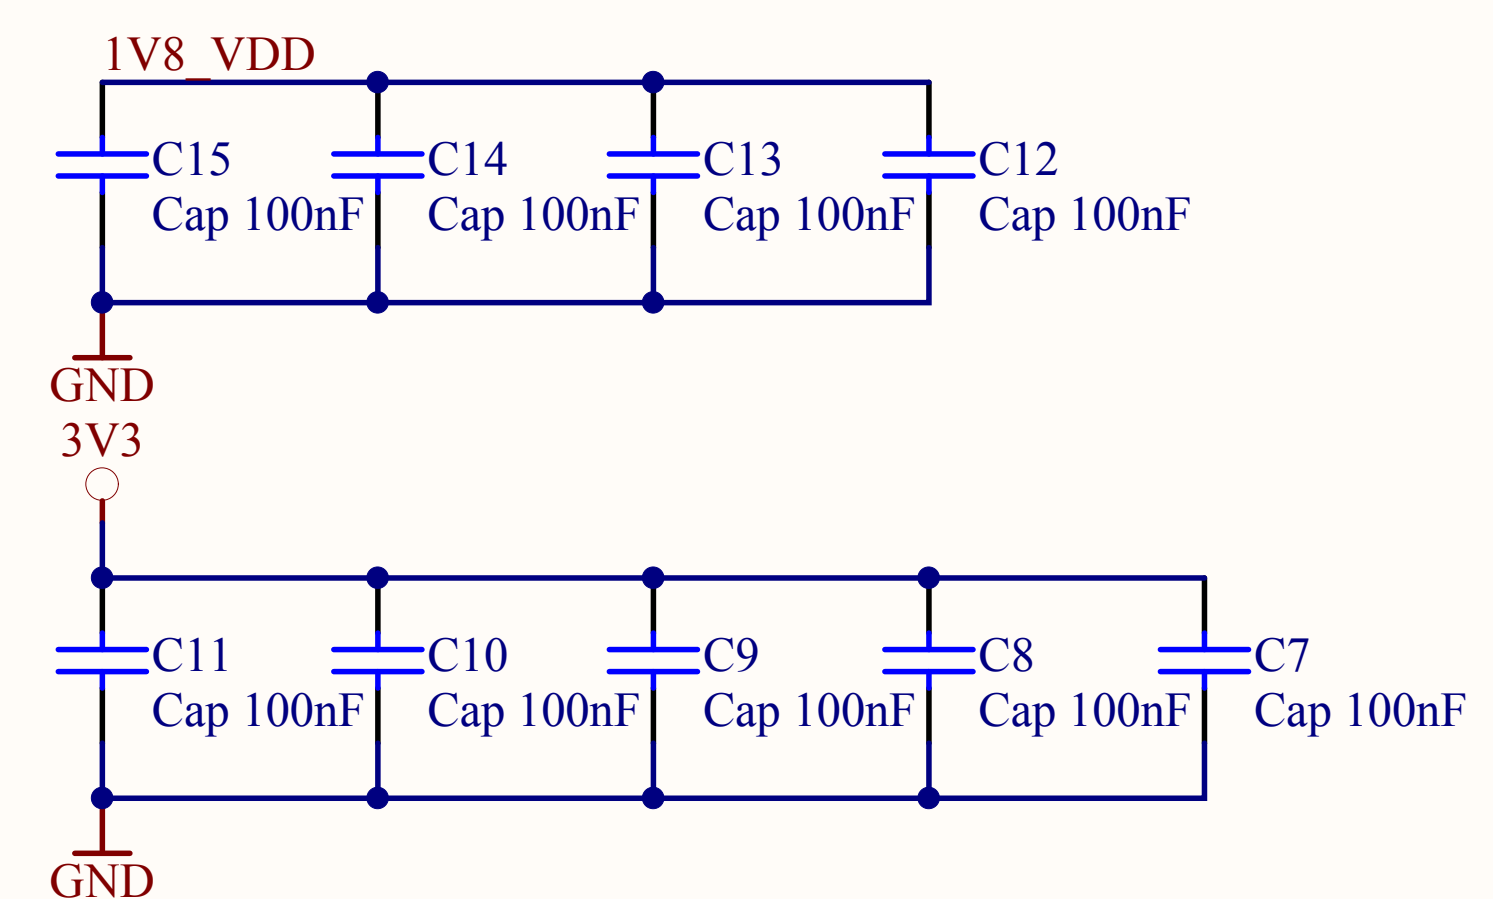 1V8_VDD
C15 C14 C13 C12
Cap 100nF Cap 100nF Cap 100nF Cap 100nF
GND
3V3
C11 C10 C9 C8 C7
Cap 100nF Cap 100nF Cap 100nF Cap 100nF Cap 100nF
GND